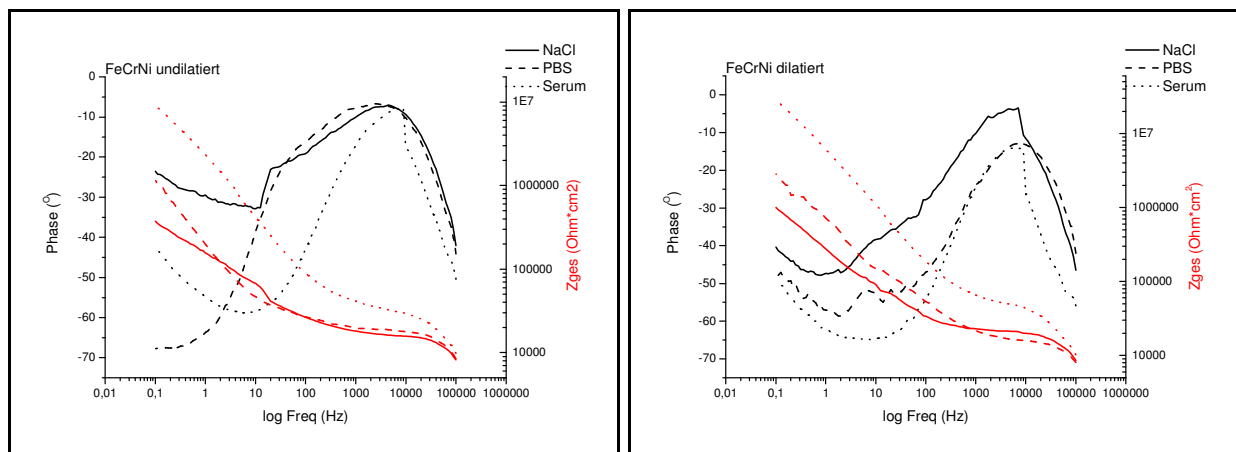 FeCrNi undilatiert
NaCl
PBS
Serum
0
-10
-20
-30
-40
-50
-60
-70
Phase (°)
1E7
1000000
100000
10000
Zges (Ohm*cm2)
0,01 0,1 1 10 100 1000 10000 100000 1000000
log Freq (Hz)
FeCrNi dilatiert
NaCl
PBS
Serum
0
-10
-20
-30
-40
-50
-60
-70
Phase (°)
1E7
1000000
100000
10000
Zges (Ohm*cm²)
0,01 0,1 1 10 100 1000 10000 100000 1000000
log Freq (Hz)